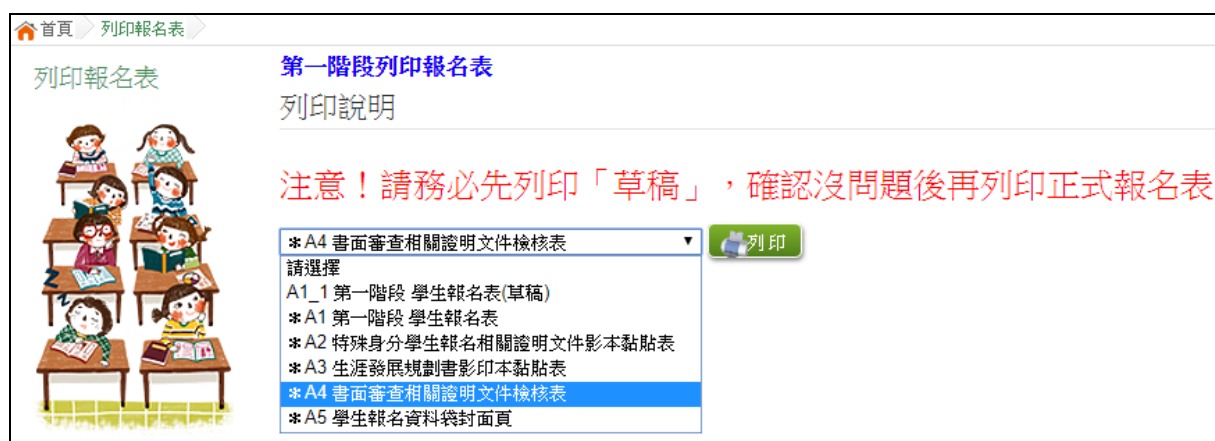 首頁 列印報名表
列印報名表
第一階段列印報名表
列印說明
注意！請務必先列印「草稿」，確認沒問題後再列印正式報名表
＊A4 書面審查相關證明文件檢核表 ▼ 列印
請選擇
A1_1 第一階段 學生報名表(草稿)
＊A1 第一階段 學生報名表
＊A2 特殊身分學生報名相關證明文件影本黏貼表
＊A3 生涯發展規劃書影印本黏貼表
＊A4 書面審查相關證明文件檢核表
＊A5 學生報名資料袋封面頁